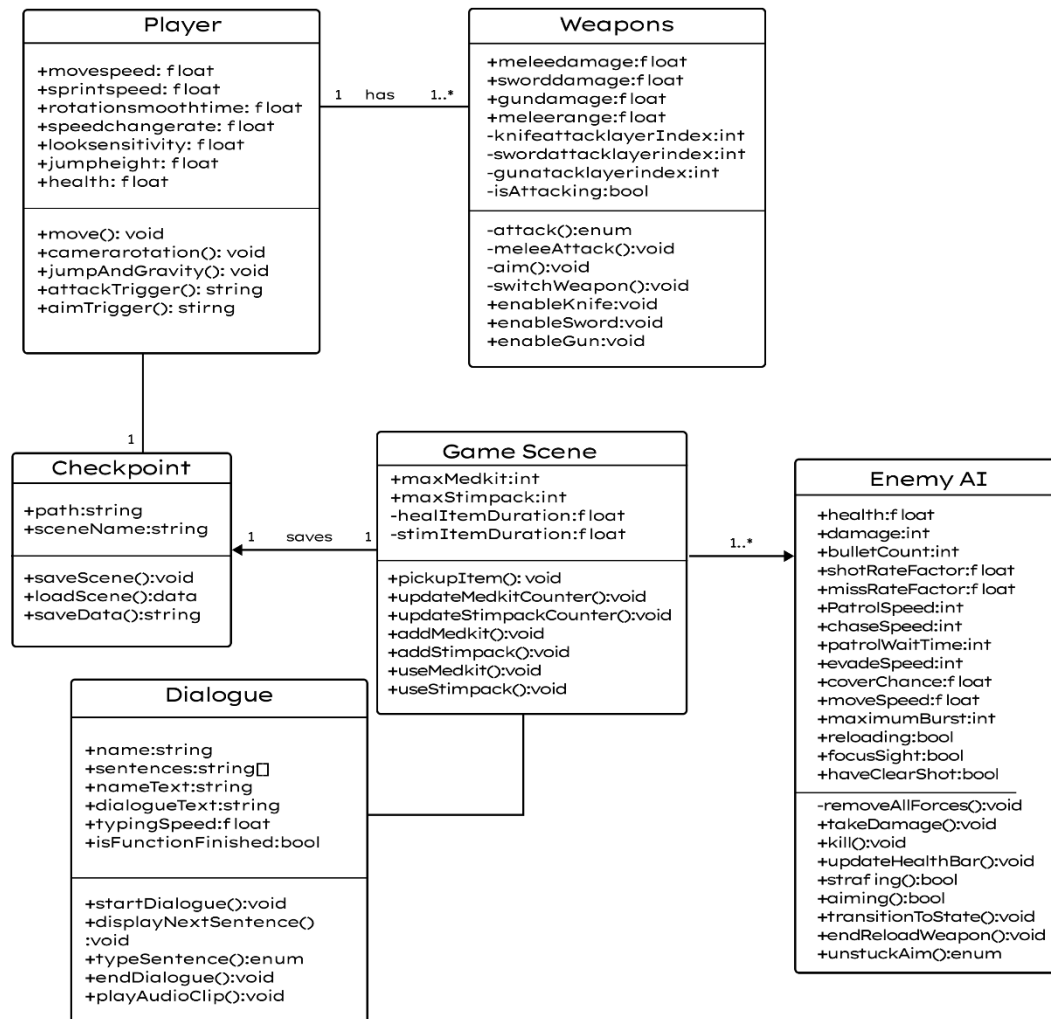 Player
+movespeed: float
+sprintspeed: float
+rotationsmoothtime: float
+speedchangerate: float
+looksensitivity: float
+jumpheight: float
+health: float
+move(): void
+camerarotation(): void
+jumpAndGravity(): void
+attackTrigger(): string
+aimTrigger(): stirng
1 has 1..*
Weapons
+meleedamage:float
+sworddamage:float
+gundamage:float
+meleerange:float
-knifeattacklayerIndex:int
-swordattacklayerindex:int
-gunatacklayerindex:int
-isAttacking:bool
-attack():enum
-meleeAttack():void
-aim():void
-switchWeapon():void
+enableKnife:void
+enableSword:void
+enableGun:void
1
Checkpoint
+path:string
+sceneName:string
+saveScene():void
+loadScene():data
+saveData():string
1 saves 1
Game Scene
+maxMedkit:int
+maxStimpack:int
-healItemDuration:float
-stimItemDuration:float
+pickupItem(): void
+updateMedkitCounter():void
+updateStimpackCounter():void
+addMedkit():void
+addStimpack():void
+useMedkit():void
+useStimpack():void
1..*
Enemy AI
+health:float
+damage:int
+bulletCount:int
+shotRateFactor:float
+missRateFactor:float
+PatrolSpeed:int
+chaseSpeed:int
+patrolWaitTime:int
+evadeSpeed:int
+coverChance:float
+moveSpeed:float
+maximumBurst:int
+reloading:bool
+focusSight:bool
+haveClearShot:bool
-removeAllForces():void
+takeDamage():void
+kill():void
+updateHealthBar():void
+strafing():bool
+aiming():bool
+transitionToState():void
+endReloadWeapon():void
+unstuckAim():enum
Dialogue
+name:string
+sentences:string[]
+nameText:string
+dialogueText:string
+typingSpeed:float
+isFunctionFinished:bool
+startDialogue():void
+displayNextSentence()
:void
+typeSentence():enum
+endDialogue():void
+playAudioClip():void